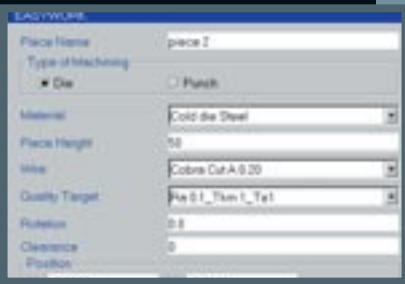 EASYWORK
Piece Name piece 2
Type of Machining
Die Punch
Material Cold die Steel
Piece Height 50
Wire Cobra Cut A 0.20
Quality Target Ra 0.1_Tkm 1_Ta1
Rotation 0.0
Clearance 0
Position